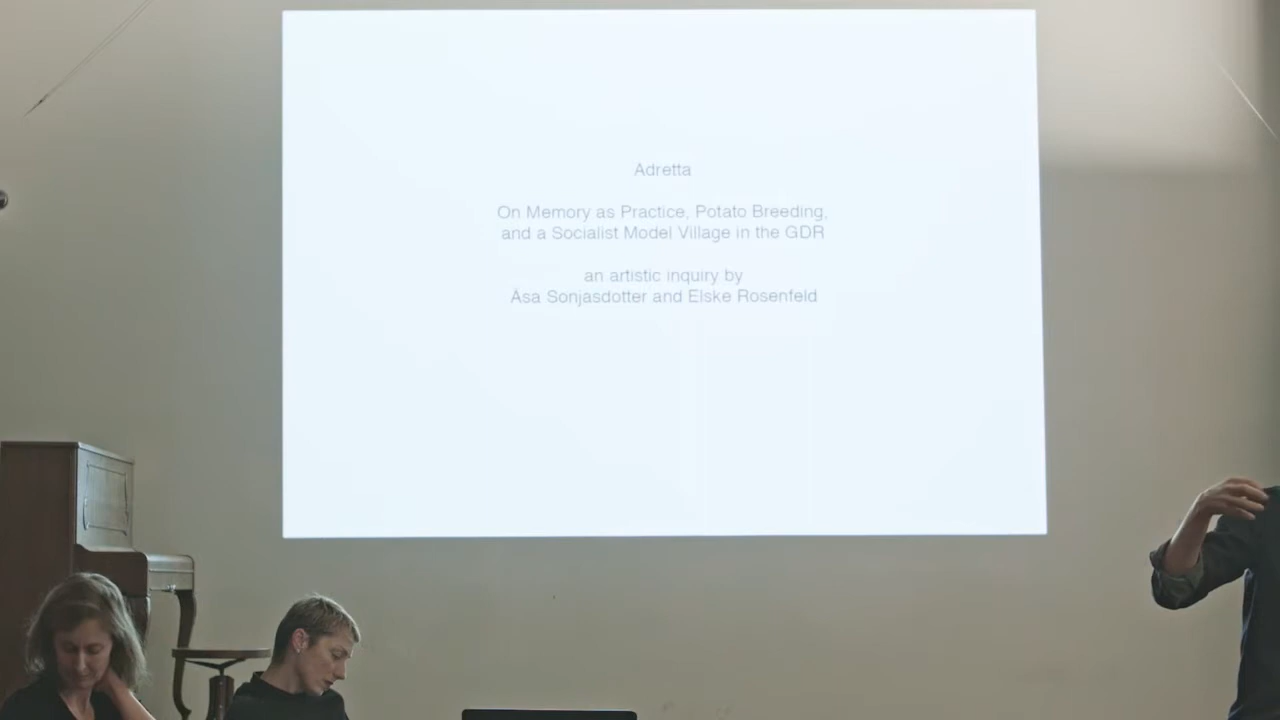 Adretta
On Memory as Practice, Potato Breeding,
and a Socialist Model Village in the GDR
an artistic inquiry by
Åsa Sonjasdotter and Elske Rosenfeld